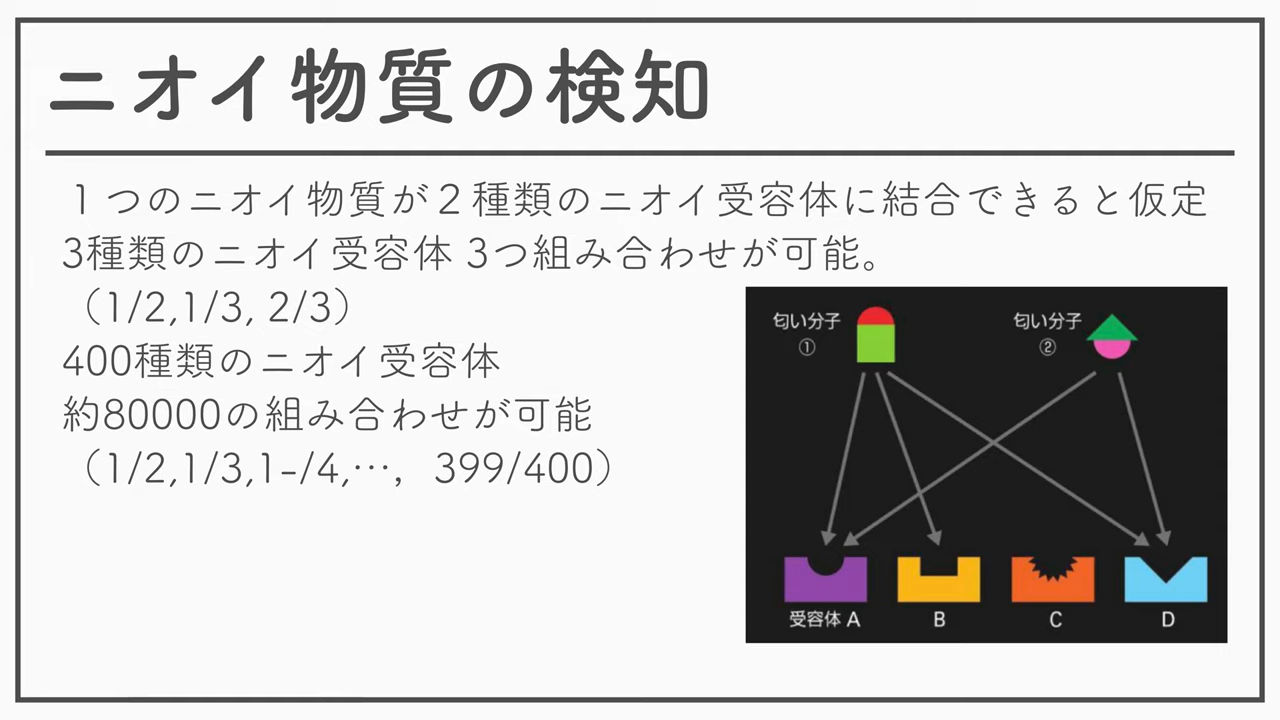 ニオイ物質の検知
１つのニオイ物質が２種類のニオイ受容体に結合できると仮定
3種類のニオイ受容体 3つ組み合わせが可能。
（1/2,1/3, 2/3）
400種類のニオイ受容体
約80000の組み合わせが可能
（1/2,1/3,1-/4,…，399/400）
匂い分子
①
匂い分子
②
受容体 A
B
C
D